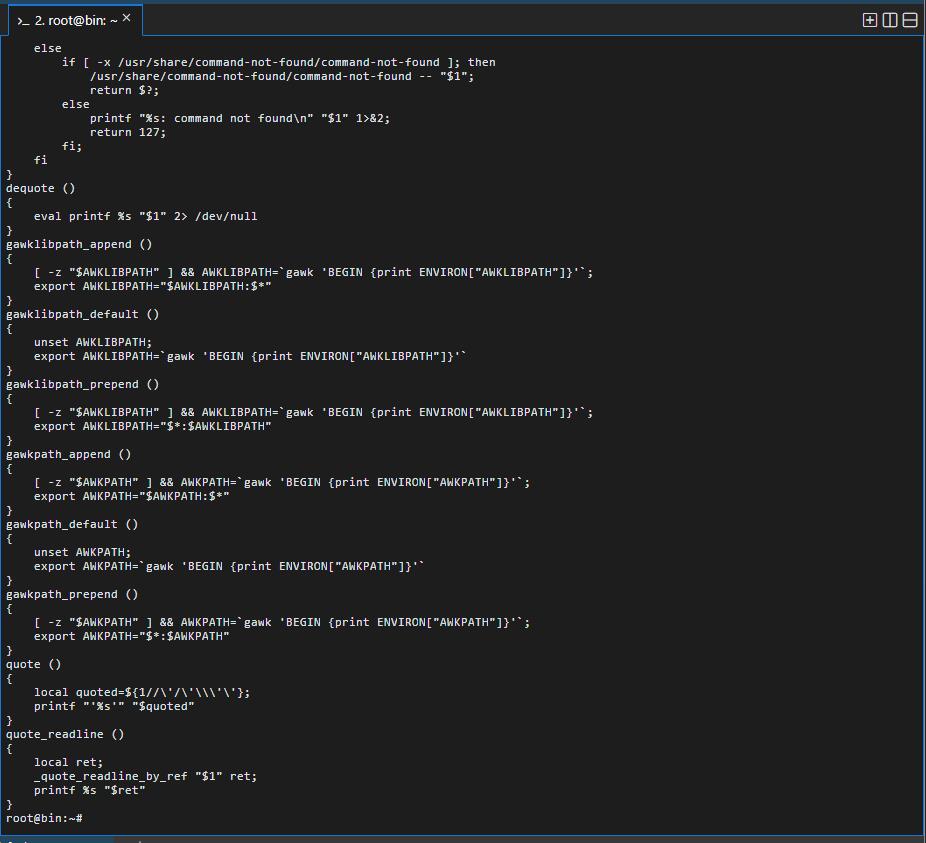 >_ 2. root@bin: ~ ×
    else
        if [ -x /usr/share/command-not-found/command-not-found ]; then
            /usr/share/command-not-found/command-not-found -- "$1";
            return $?;
        else
            printf "%s: command not found\n" "$1" 1>&2;
            return 127;
        fi;
    fi
}
dequote ()
{
    eval printf %s "$1" 2> /dev/null
}
gawklibpath_append ()
{
    [ -z "$AWKLIBPATH" ] && AWKLIBPATH=`gawk 'BEGIN {print ENVIRON["AWKLIBPATH"]}'`;
    export AWKLIBPATH="$AWKLIBPATH:$*"
}
gawklibpath_default ()
{
    unset AWKLIBPATH;
    export AWKLIBPATH=`gawk 'BEGIN {print ENVIRON["AWKLIBPATH"]}'`
}
gawklibpath_prepend ()
{
    [ -z "$AWKLIBPATH" ] && AWKLIBPATH=`gawk 'BEGIN {print ENVIRON["AWKLIBPATH"]}'`;
    export AWKLIBPATH="$*:$AWKLIBPATH"
}
gawkpath_append ()
{
    [ -z "$AWKPATH" ] && AWKPATH=`gawk 'BEGIN {print ENVIRON["AWKPATH"]}'`;
    export AWKPATH="$AWKPATH:$*"
}
gawkpath_default ()
{
    unset AWKPATH;
    export AWKPATH=`gawk 'BEGIN {print ENVIRON["AWKPATH"]}'`
}
gawkpath_prepend ()
{
    [ -z "$AWKPATH" ] && AWKPATH=`gawk 'BEGIN {print ENVIRON["AWKPATH"]}'`;
    export AWKPATH="$*:$AWKPATH"
}
quote ()
{
    local quoted=${1//\'/\'\\\'\'};
    printf "'%s'" "$quoted"
}
quote_readline ()
{
    local ret;
    _quote_readline_by_ref "$1" ret;
    printf %s "$ret"
}
root@bin:~#